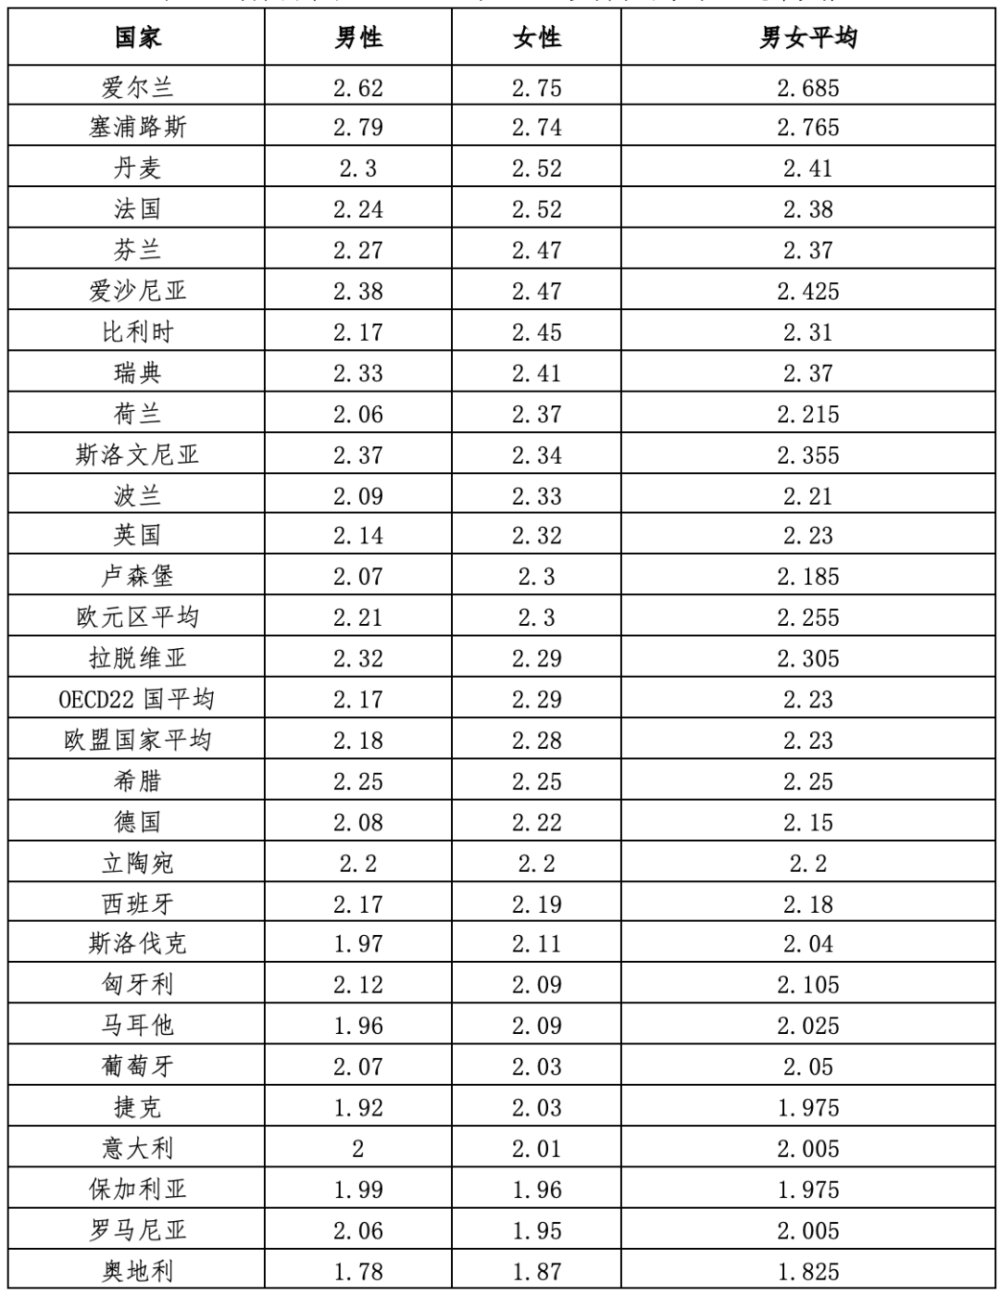 国家 男性 女性 男女平均
爱尔兰 2.62 2.75 2.685
塞浦路斯 2.79 2.74 2.765
丹麦 2.3 2.52 2.41
法国 2.24 2.52 2.38
芬兰 2.27 2.47 2.37
爱沙尼亚 2.38 2.47 2.425
比利时 2.17 2.45 2.31
瑞典 2.33 2.41 2.37
荷兰 2.06 2.37 2.215
斯洛文尼亚 2.37 2.34 2.355
波兰 2.09 2.33 2.21
英国 2.14 2.32 2.23
卢森堡 2.07 2.3 2.185
欧元区平均 2.21 2.3 2.255
拉脱维亚 2.32 2.29 2.305
OECD22国平均 2.17 2.29 2.23
欧盟国家平均 2.18 2.28 2.23
希腊 2.25 2.25 2.25
德国 2.08 2.22 2.15
立陶宛 2.2 2.2 2.2
西班牙 2.17 2.19 2.18
斯洛伐克 1.97 2.11 2.04
匈牙利 2.12 2.09 2.105
马耳他 1.96 2.09 2.025
葡萄牙 2.07 2.03 2.05
捷克 1.92 2.03 1.975
意大利 2 2.01 2.005
保加利亚 1.99 1.96 1.975
罗马尼亚 2.06 1.95 2.005
奥地利 1.78 1.87 1.825